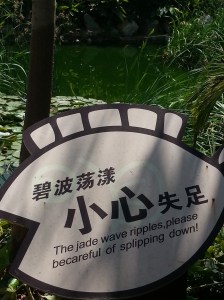 碧波荡漾
小心失足
The jade wave ripples,please
becareful of splipping down!